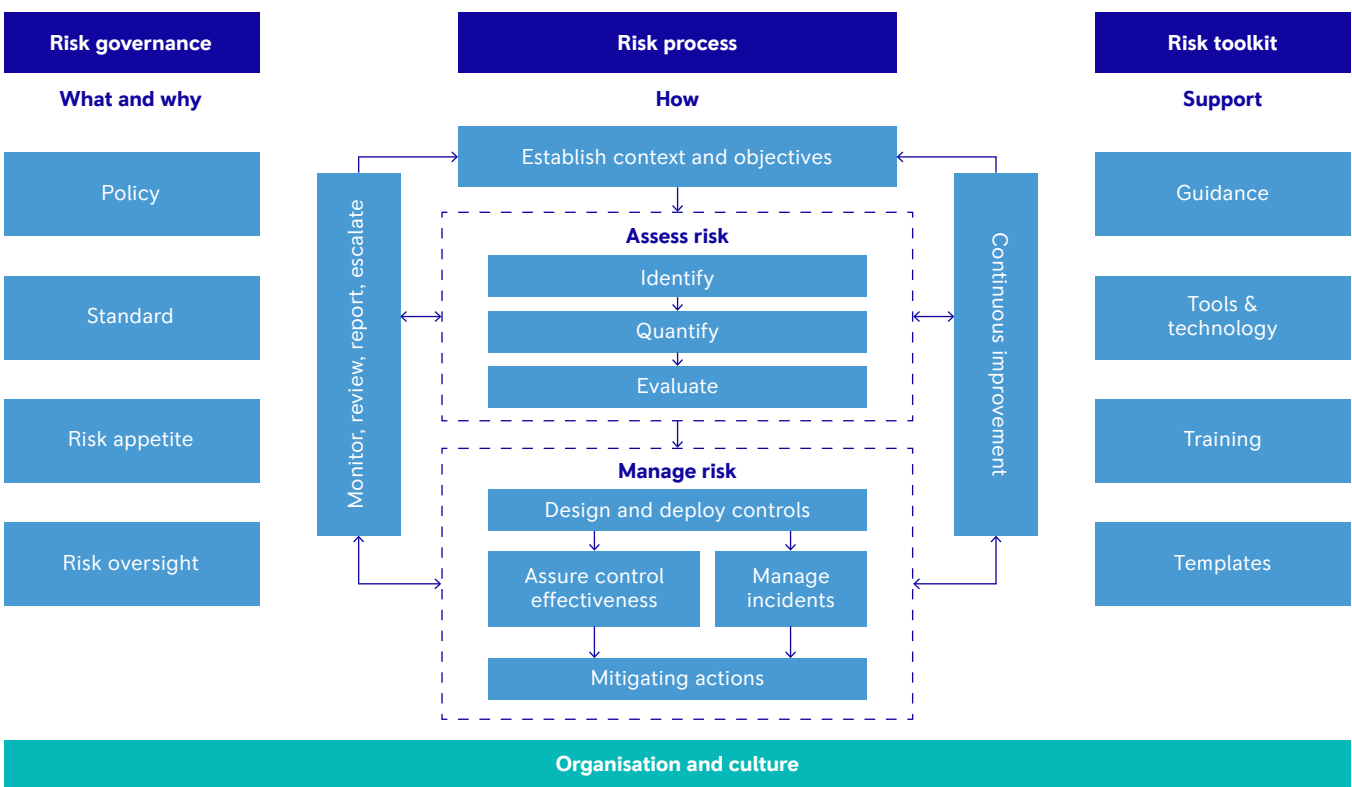 Risk governance
What and why
Policy
Standard
Risk appetite
Risk oversight
Risk process
How
Establish context and objectives
Monitor, review, report, escalate
Assess risk
Identify
Quantify
Evaluate
Manage risk
Design and deploy controls
Assure control
effectiveness
Manage
incidents
Mitigating actions
Continuous improvement
Risk toolkit
Support
Guidance
Tools &
technology
Training
Templates
Organisation and culture